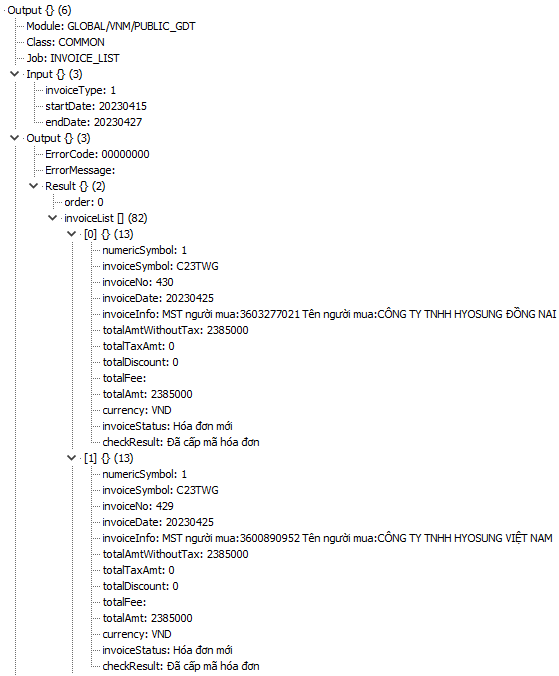 Output {} (6)
Module: GLOBAL/VNM/PUBLIC_GDT
Class: COMMON
Job: INVOICE_LIST
Input {} (3)
invoiceType: 1
startDate: 20230415
endDate: 20230427
Output {} (3)
ErrorCode: 00000000
ErrorMessage:
Result {} (2)
order: 0
invoiceList [] (82)
[0] {} (13)
numericSymbol: 1
invoiceSymbol: C23TWG
invoiceNo: 430
invoiceDate: 20230425
invoiceInfo: MST người mua:3603277021 Tên người mua:CÔNG TY TNHH HYOSUNG ĐỒNG NAI
totalAmtWithoutTax: 2385000
totalTaxAmt: 0
totalDiscount: 0
totalFee:
totalAmt: 2385000
currency: VND
invoiceStatus: Hóa đơn mới
checkResult: Đã cấp mã hóa đơn
[1] {} (13)
numericSymbol: 1
invoiceSymbol: C23TWG
invoiceNo: 429
invoiceDate: 20230425
invoiceInfo: MST người mua:3600890952 Tên người mua:CÔNG TY TNHH HYOSUNG VIỆT NAM
totalAmtWithoutTax: 2385000
totalTaxAmt: 0
totalDiscount: 0
totalFee:
totalAmt: 2385000
currency: VND
invoiceStatus: Hóa đơn mới
checkResult: Đã cấp mã hóa đơn